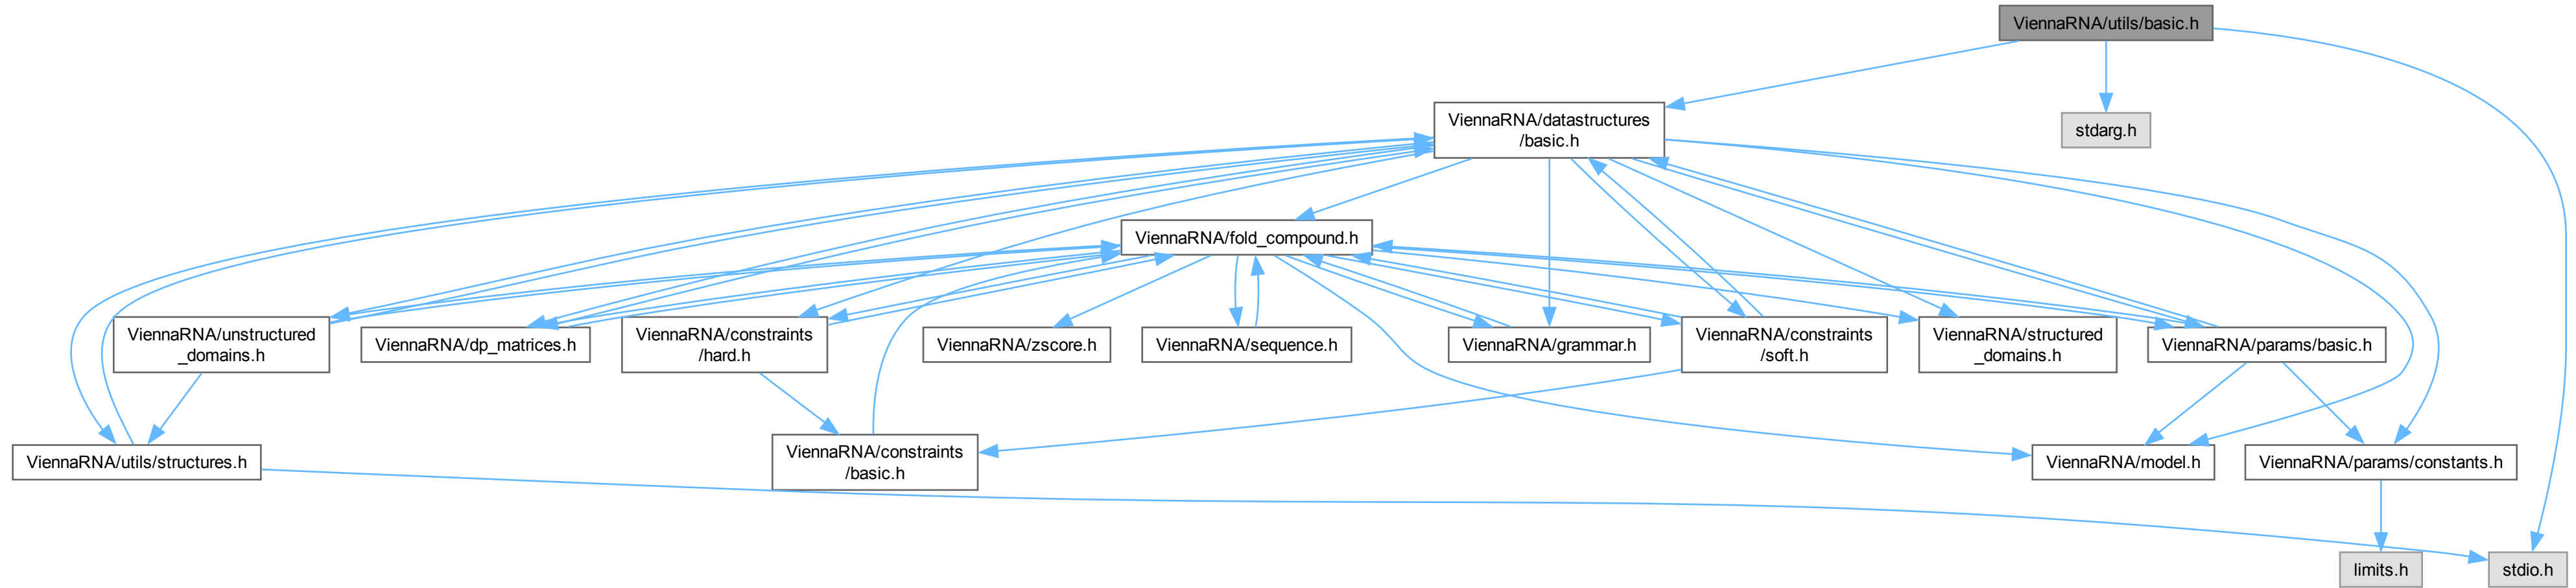 ViennaRNA/utils/basic.h
ViennaRNA/datastructures
/basic.h
stdarg.h
ViennaRNA/fold_compound.h
ViennaRNA/unstructured
_domains.h
ViennaRNA/dp_matrices.h
ViennaRNA/constraints
/hard.h
ViennaRNA/zscore.h
ViennaRNA/sequence.h
ViennaRNA/grammar.h
ViennaRNA/constraints
/soft.h
ViennaRNA/structured
_domains.h
ViennaRNA/params/basic.h
ViennaRNA/utils/structures.h
ViennaRNA/constraints
/basic.h
ViennaRNA/model.h
ViennaRNA/params/constants.h
limits.h
stdio.h